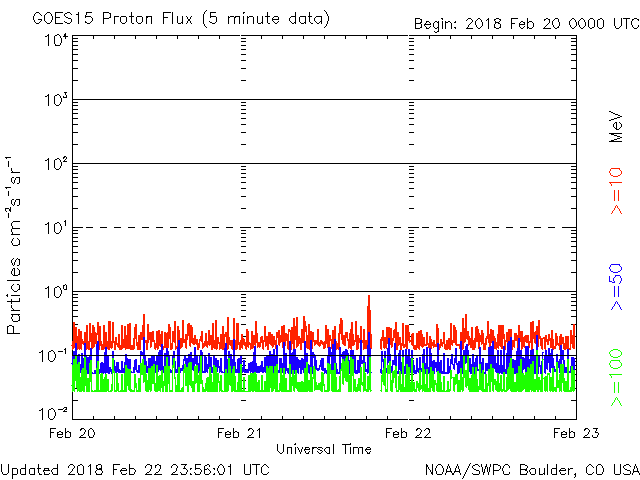 GOES15 Proton Flux (5 minute data)
Begin: 2018 Feb 20 0000 UTC
Particles cm⁻²s⁻¹sr⁻¹
10⁴
10³
10²
10¹
10⁰
10⁻¹
10⁻²
>=10 MeV
>=50
>=100
Feb 20 Feb 21 Feb 22 Feb 23
Universal Time
Updated 2018 Feb 22 23:56:01 UTC
NOAA/SWPC Boulder, CO USA